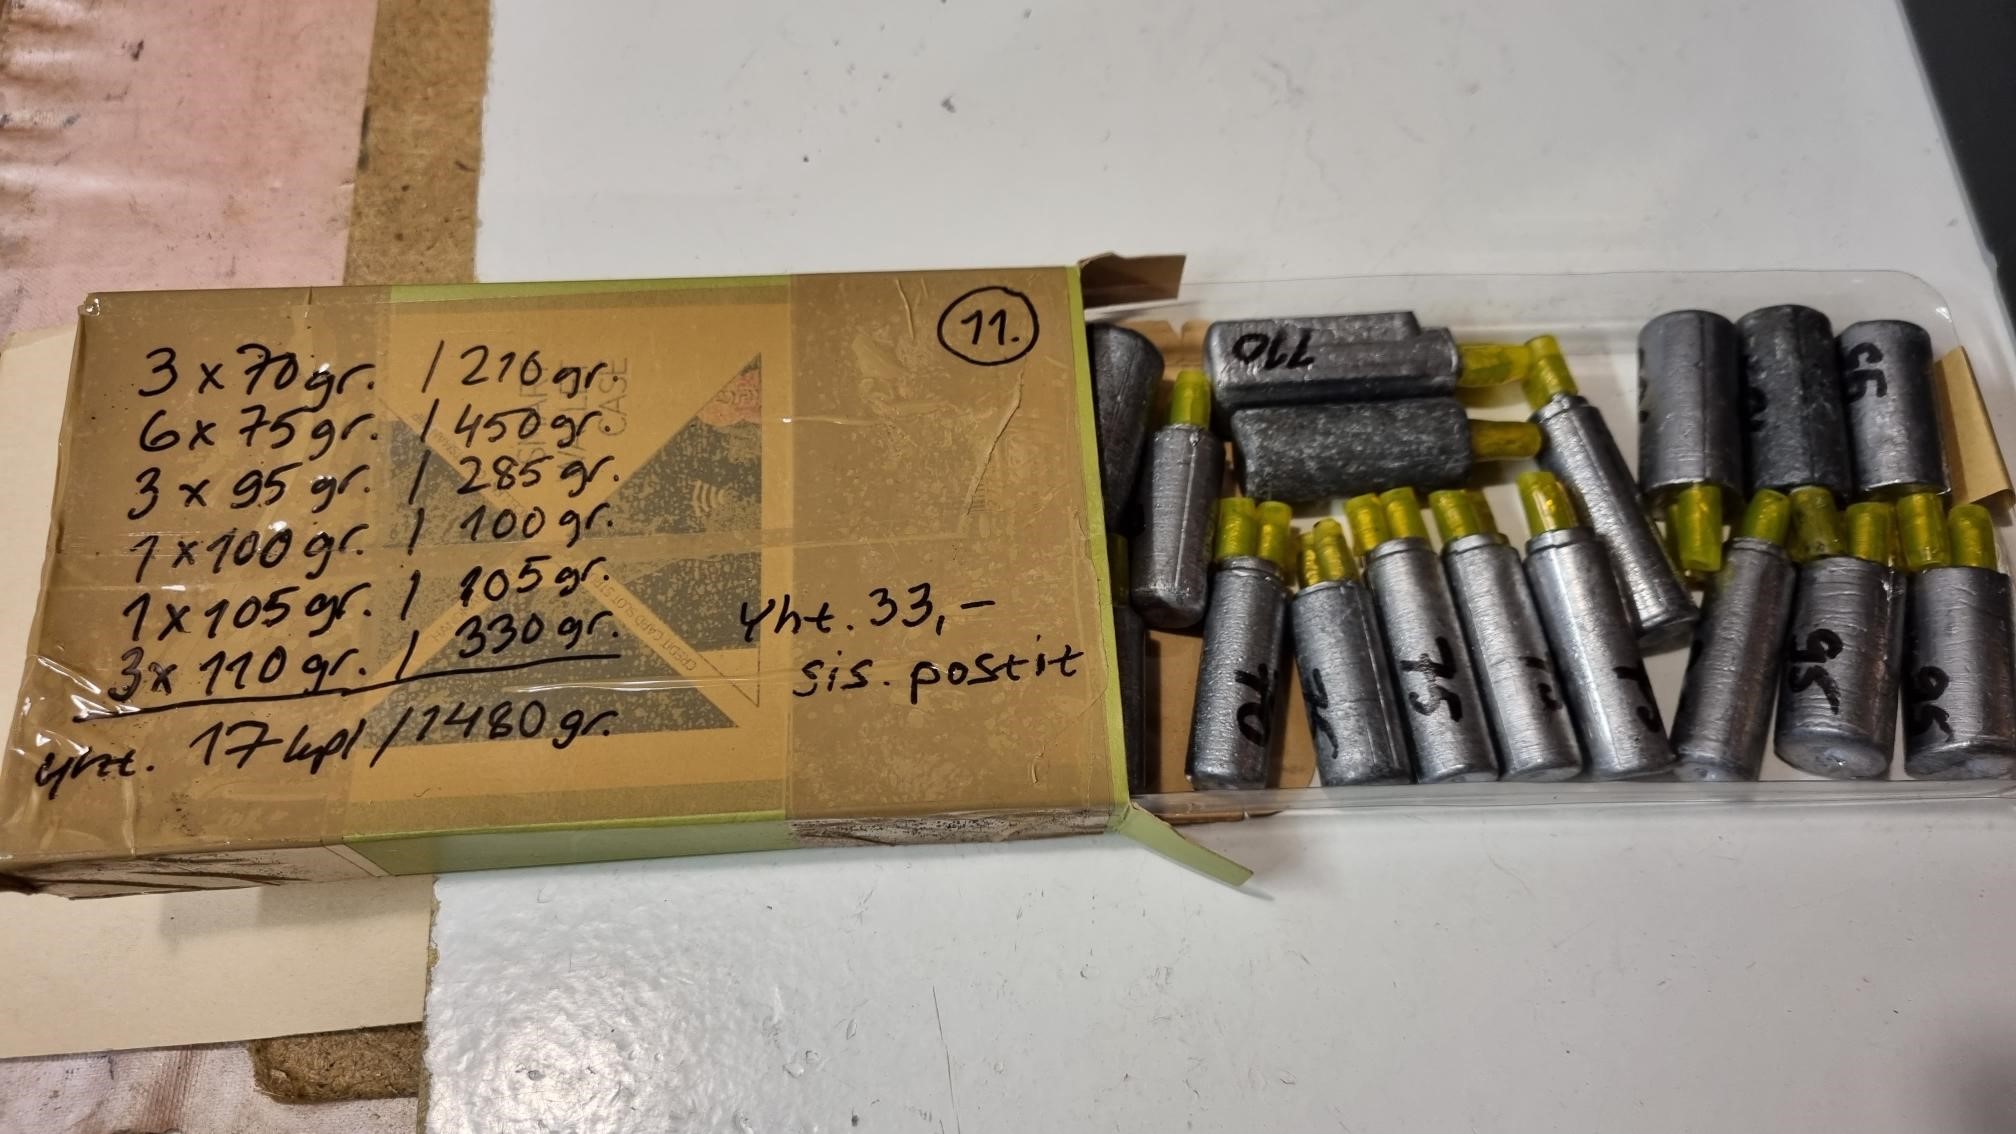 11.
3 x 70 gr. / 210 gr.
6 x 75 gr. / 450 gr.
3 x 95 gr. / 285 gr.
1 x 100 gr. / 100 gr.
1 x 105 gr. / 105 gr.
3 x 110 gr. / 330 gr.
yht. 17 kpl / 1480 gr.
yht. 33,-
sis. postit
CASE
110
95
70
75
95
95